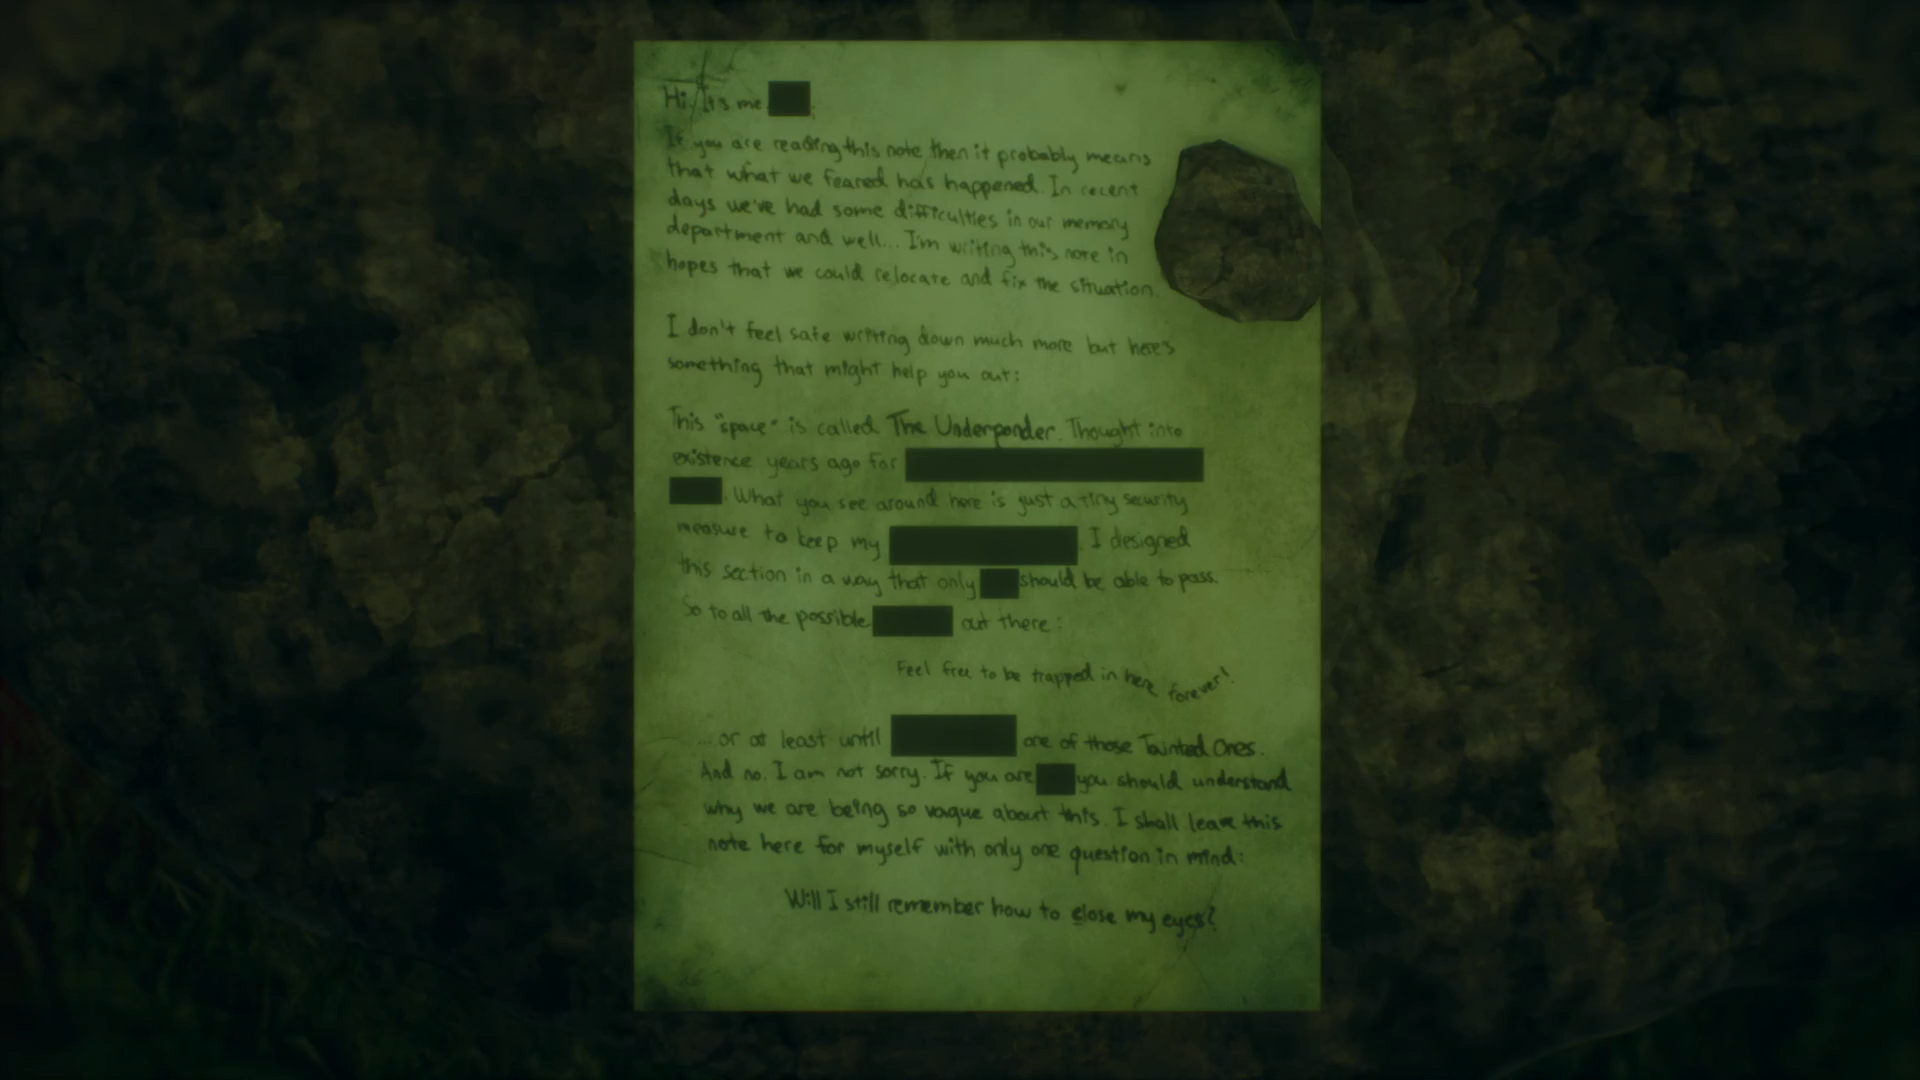 Hi. It's me
If you are reading this note then it probably means
that what we feared has happened. In recent
days we've had some difficulties in our memory
department and well... I'm writing this note in
hopes that we could relocate and fix the situation.
I don't feel safe writing down much more but here's
something that might help you out:
This "space" is called The Underponder. Thought into
existence years ago for
. What you see around here is just a tiny security
measure to keep my . I designed
this section in a way that only should be able to pass.
So to all the possible out there:
Feel free to be trapped in here forever!
...or at least until one of those Tainted Ones.
And no, I am not sorry. If you are you should understand
why we are being so vague about this. I shall leave this
note here for myself with only one question in mind:
Will I still remember how to close my eyes?